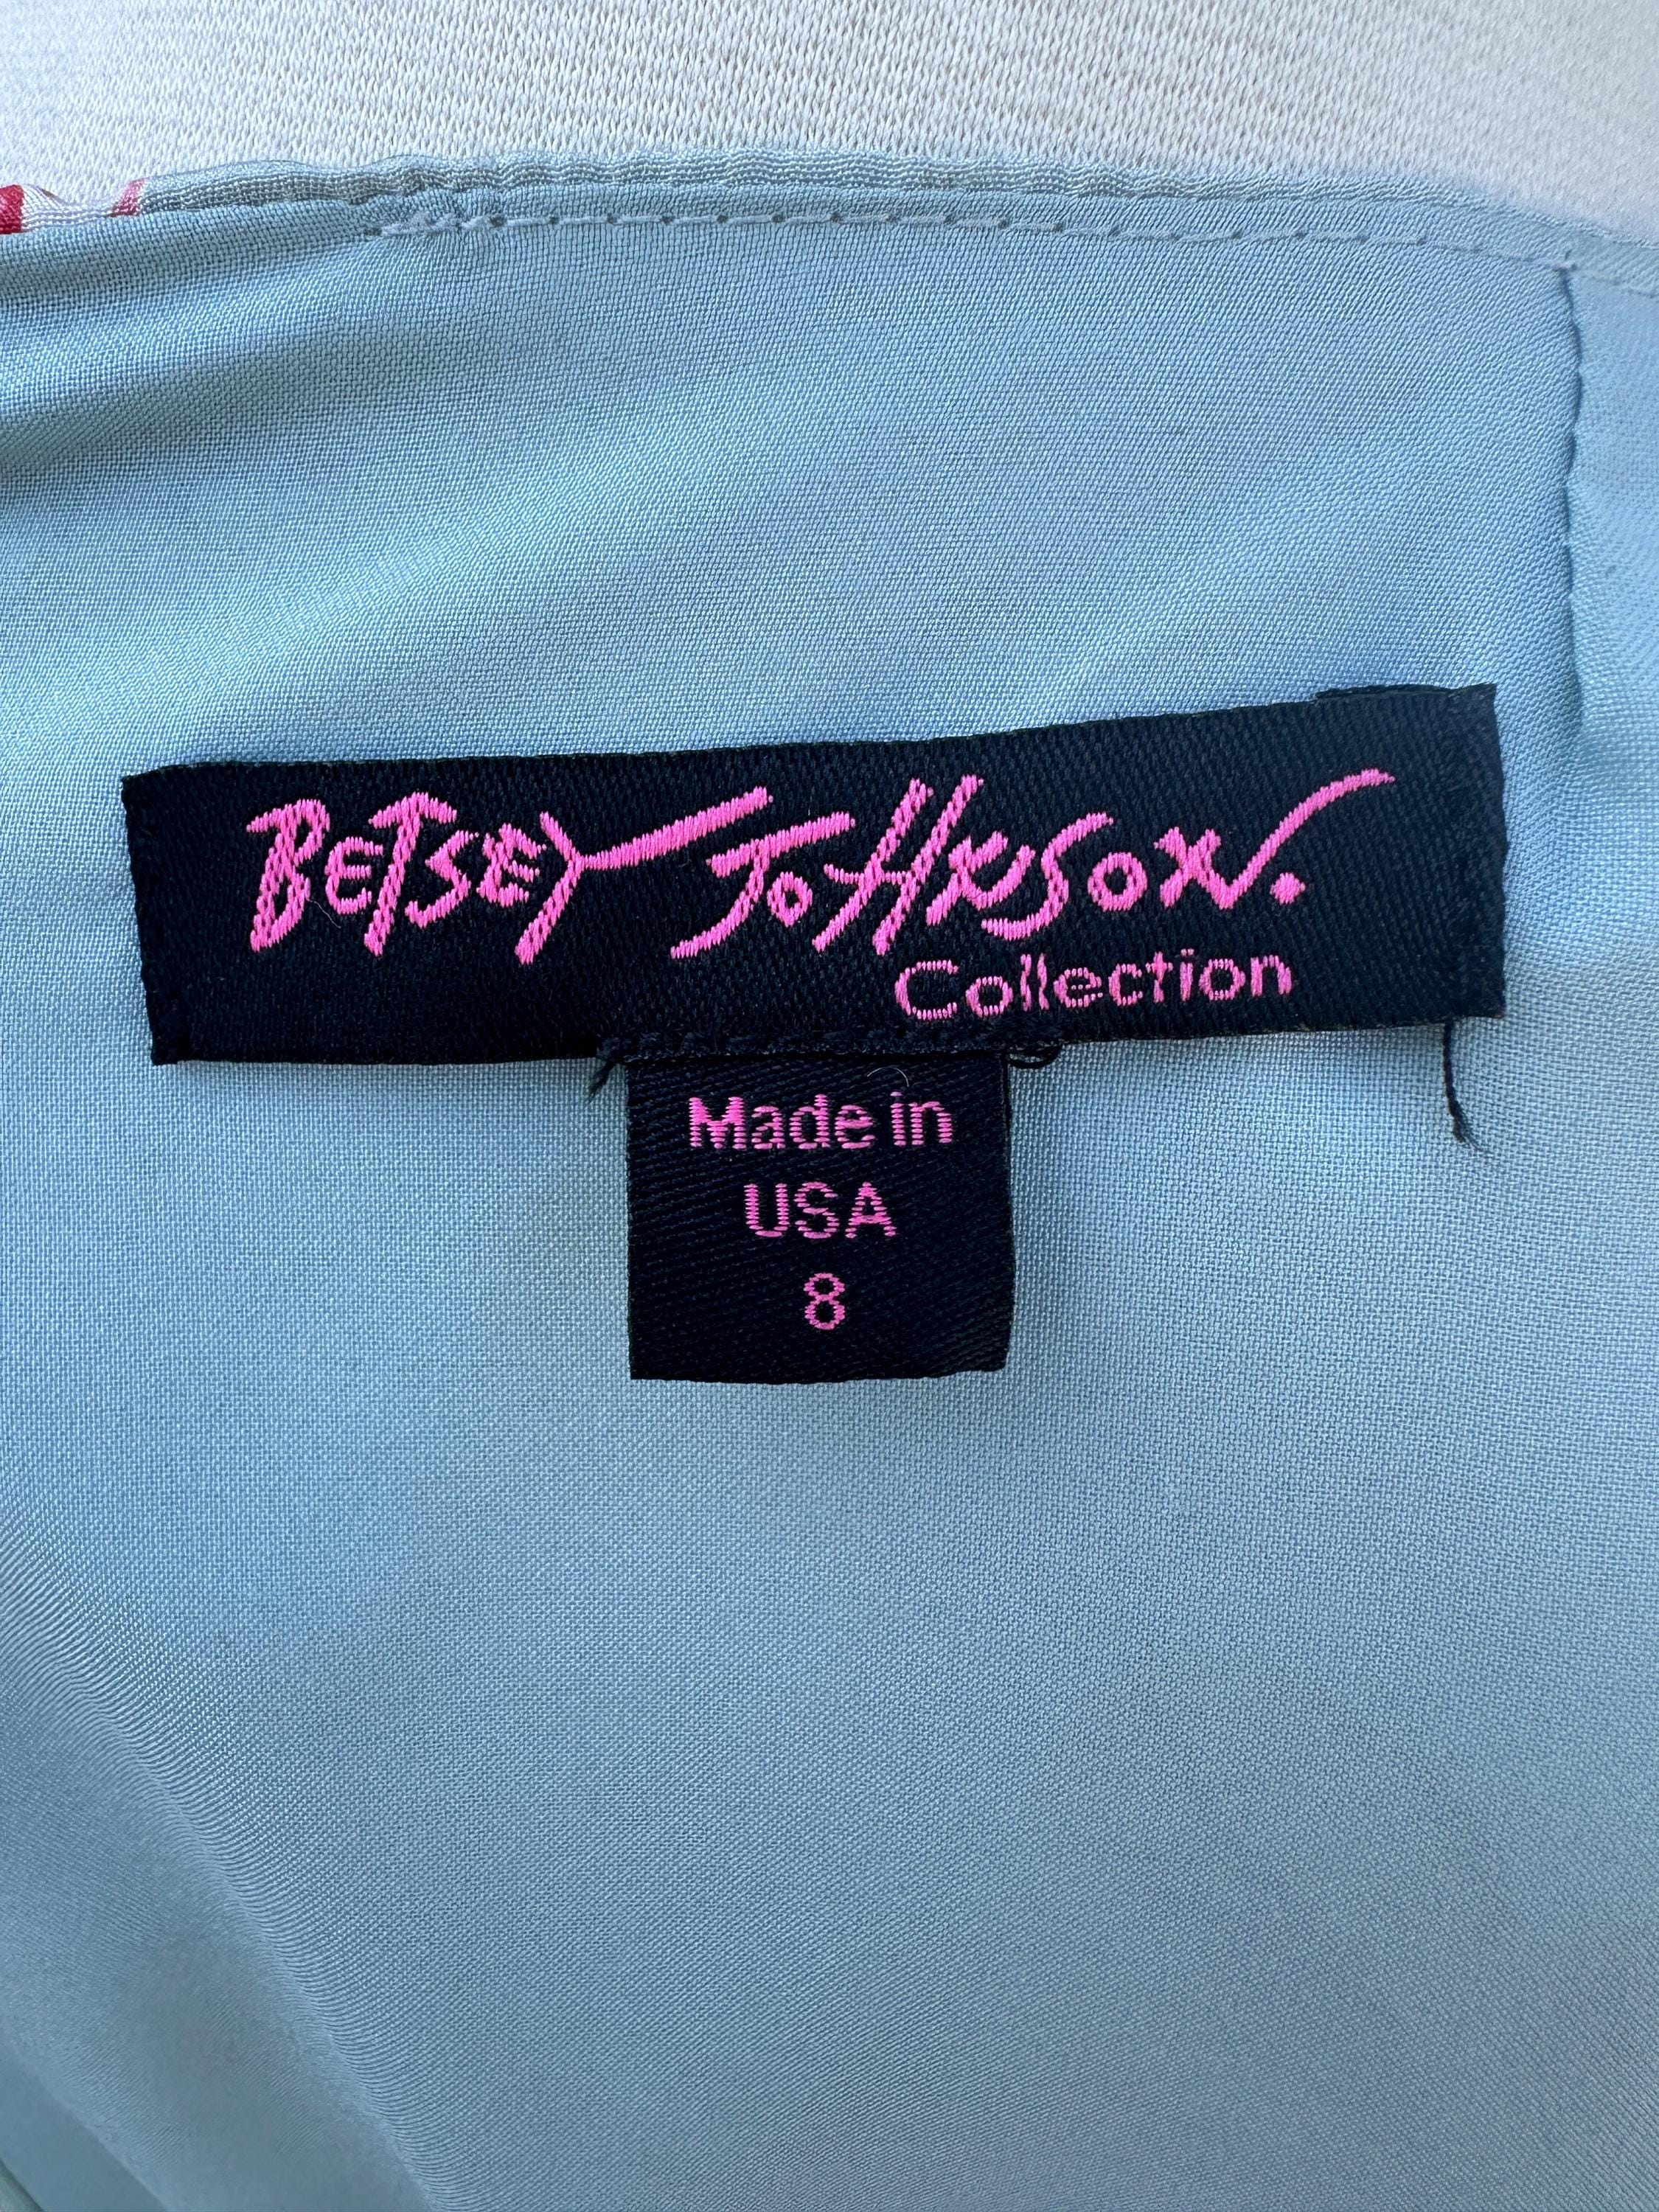 BETSEY JOHNSON.
Collection
Made in
USA
8